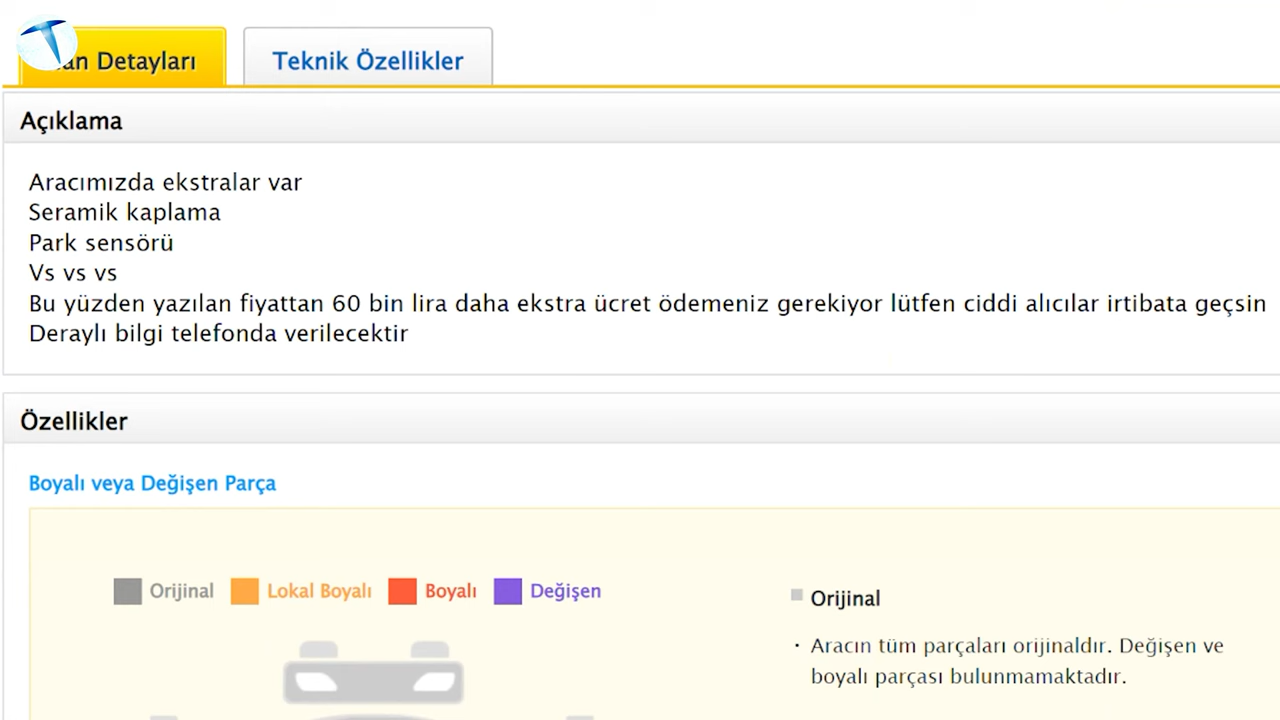 Detayları
Teknik Özellikler
Açıklama
Aracımızda ekstralar var
Seramik kaplama
Park sensörü
Vs vs vs
Bu yüzden yazılan fiyattan 60 bin lira daha ekstra ücret ödemeniz gerekiyor lütfen ciddi alıcılar irtibata geçsin
Deraylı bilgi telefonda verilecektir
Özellikler
Boyalı veya Değişen Parça
Orijinal
Lokal Boyalı
Boyalı
Değişen
Orijinal
· Aracın tüm parçaları orijinaldır. Değişen ve
boyalı parçası bulunmamaktadır.